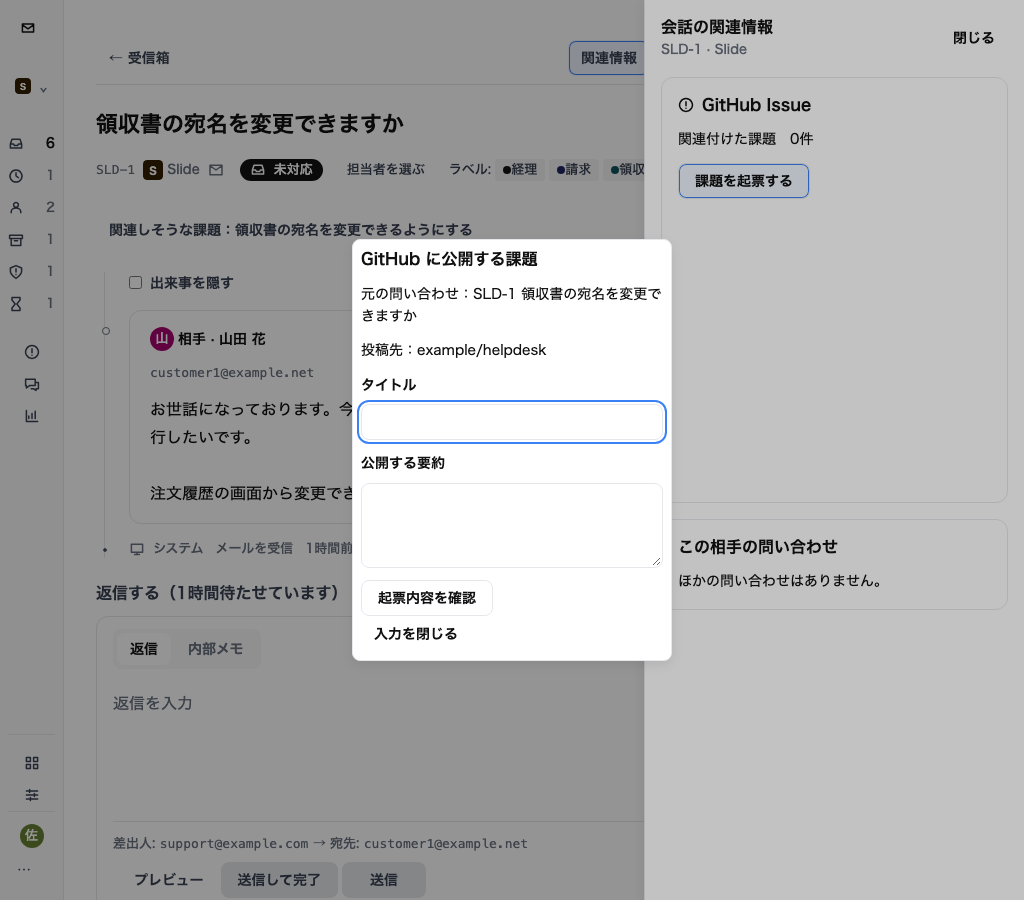 S
6
1
2
1
1
1
佐
…
← 受信箱
関連情報
領収書の宛名を変更できますか
SLD-1 S Slide 未対応 担当者を選ぶ ラベル: 経理 請求 領収
関連しそうな課題：領収書の宛名を変更できるようにする
出来事を隠す
山 相手 · 山田 花
customer1@example.net
お世話になっております。今
行したいです。
注文履歴の画面から変更でき
システム メールを受信 1時間前
返信する（1時間待たせています）
返信 内部メモ
返信を入力
差出人: support@example.com → 宛先: customer1@example.net
プレビュー 送信して完了 送信
GitHub に公開する課題
元の問い合わせ：SLD-1 領収書の宛名を変更で
きますか
投稿先：example/helpdesk
タイトル
公開する要約
起票内容を確認
入力を閉じる
会話の関連情報
SLD-1 · Slide
閉じる
GitHub Issue
関連付けた課題 0件
課題を起票する
この相手の問い合わせ
ほかの問い合わせはありません。